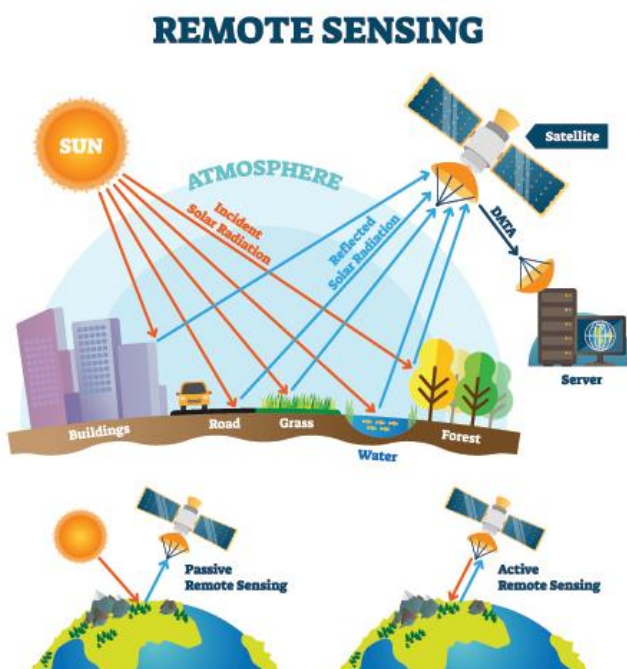 REMOTE SENSING
SUN
ATMOSPHERE
Satellite
Incident
Solar Radiation
Reflected
Solar Radiation
DATA
Server
Buildings
Road
Grass
Water
Forest
Passive
Remote Sensing
Active
Remote Sensing